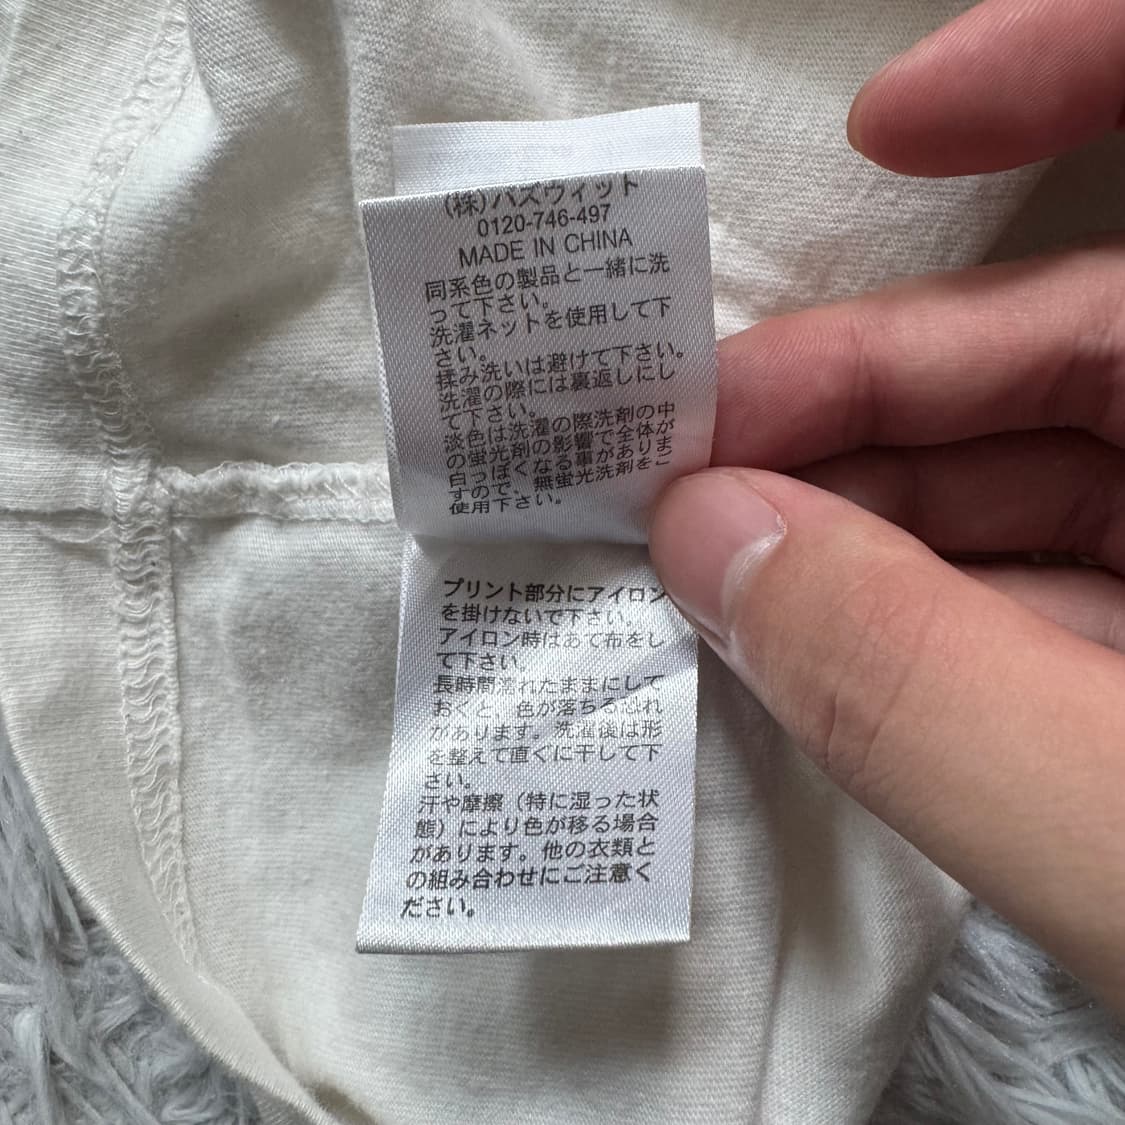 (株)バズウィット
0120-746-497
MADE IN CHINA
同系色の製品と一緒に洗
って下さい。
洗濯ネットを使用して下
さい。
揉み洗いは避けて下さい。
洗濯の際には裏返しにし
て下さい。
淡色は洗濯の際洗剤の中
の蛍光剤の影響で全体が
白っぽくなる事がありま
すので、無蛍光洗剤をご
使用下さい。
プリント部分にアイロン
を掛けないで下さい。
アイロン時はあて布をし
て下さい。
長時間濡れたままにして
おくと、色が落ちる恐れ
があります。洗濯後は形
を整えて直ぐに干して下
さい。
汗や摩擦（特に湿った状
態）により色が移る場合
があります。他の衣類と
の組み合わせにご注意く
ださい。